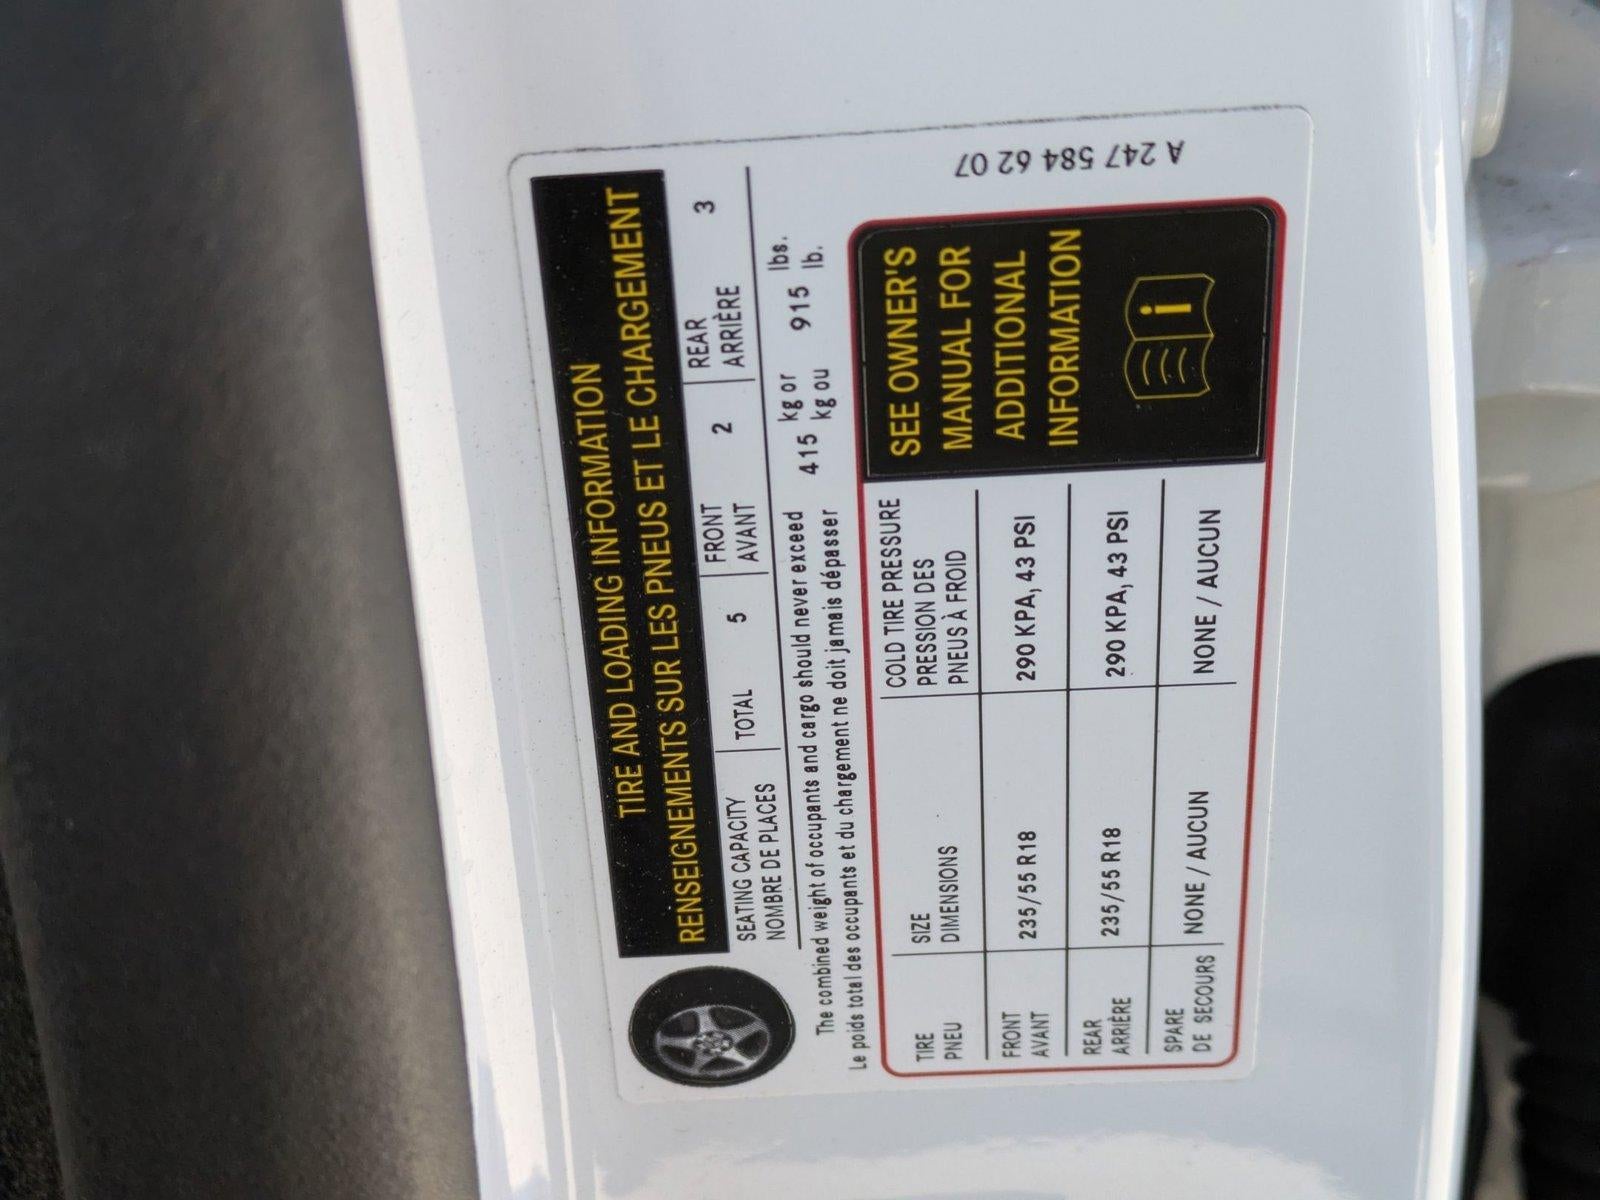 TIRE AND LOADING INFORMATION
RENSEIGNEMENTS SUR LES PNEUS ET LE CHARGEMENT
SEATING CAPACITY
NOMBRE DE PLACES
TOTAL 5
FRONT
AVANT
2
REAR
ARRIÈRE
3
The combined weight of occupants and cargo should never exceed 415 kg or 915 lbs.
Le poids total des occupants et du chargement ne doit jamais dépasser kg ou lb.
TIRE
PNEU
SIZE
DIMENSIONS
COLD TIRE PRESSURE
PRESSION DES
PNEUS À FROID
FRONT
AVANT
235/55 R18
290 KPA, 43 PSI
REAR
ARRIÈRE
235/55 R18
290 KPA, 43 PSI
SPARE
DE SECOURS
NONE / AUCUN
NONE / AUCUN
SEE OWNER'S
MANUAL FOR
ADDITIONAL
INFORMATION
i
A 247 584 62 07